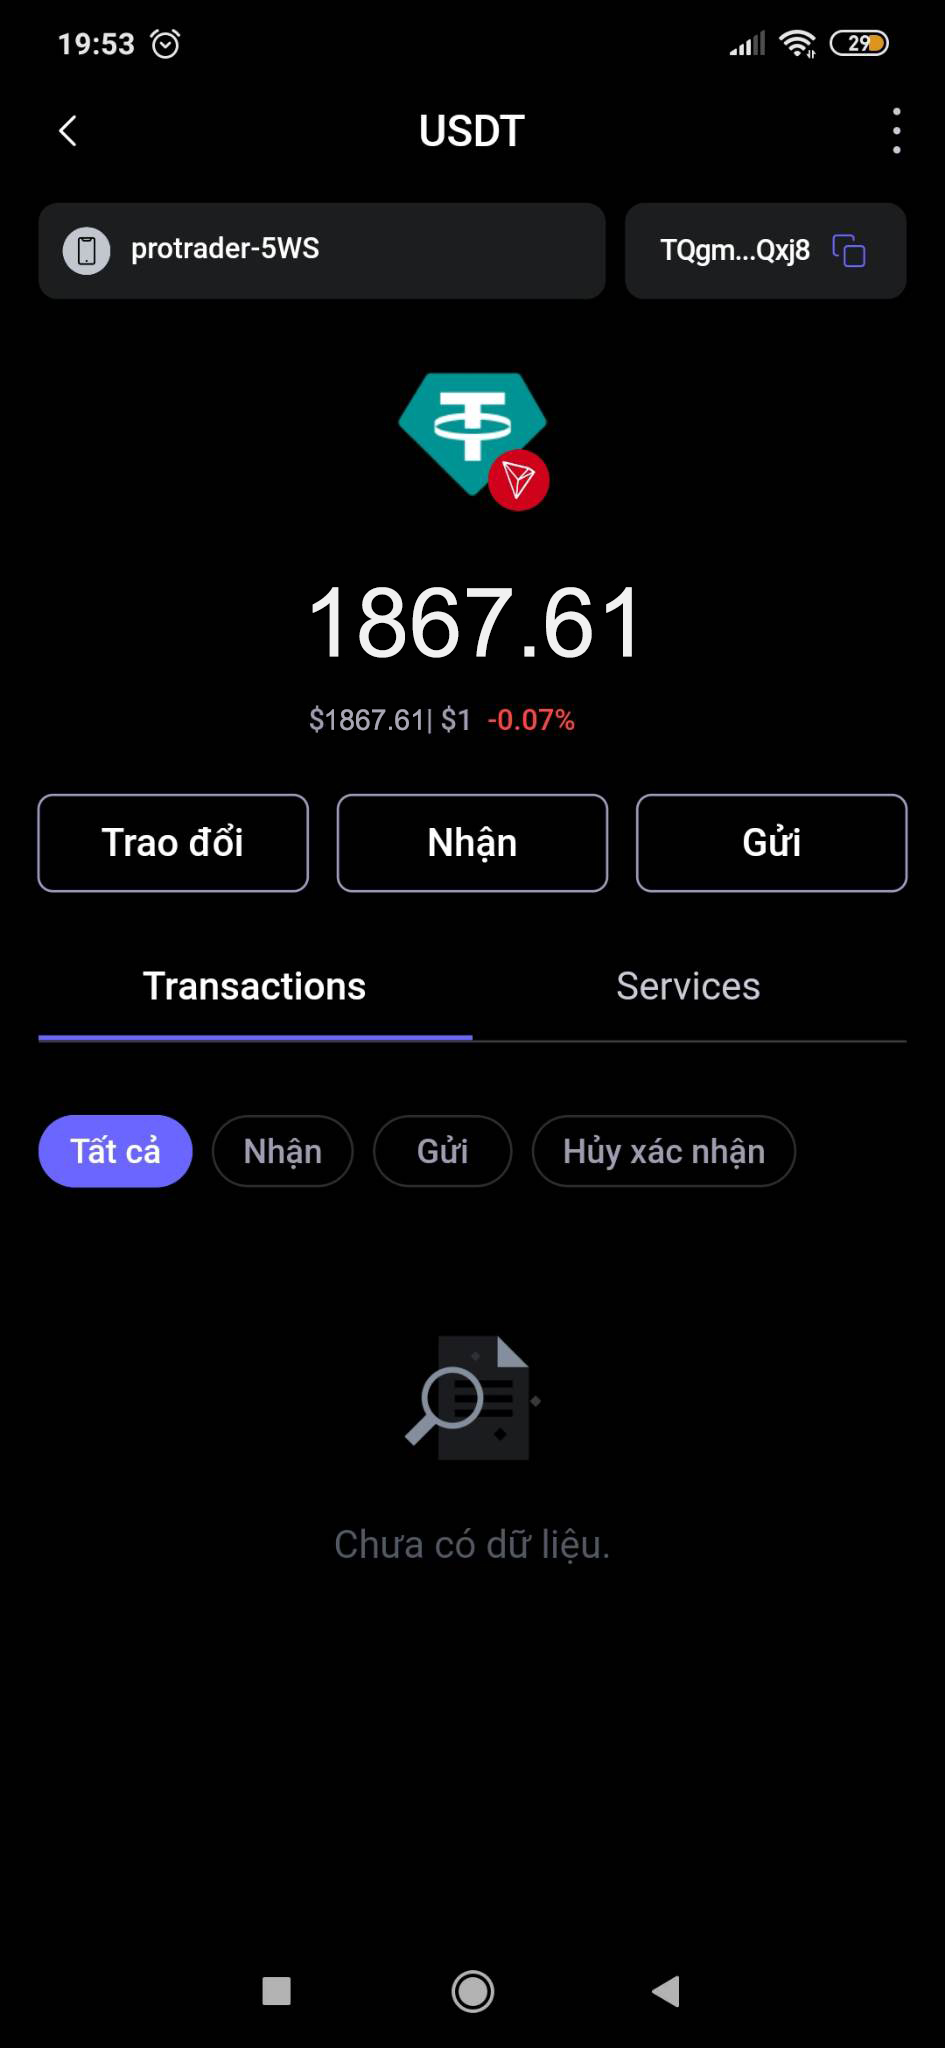 19:53 29
USDT
protrader-5WS TQgm...Qxj8
1867.61
$1867.61| $1 -0.07%
Trao đổi Nhận Gửi
Transactions Services
Tất cả Nhận Gửi Hủy xác nhận
Chưa có dữ liệu.